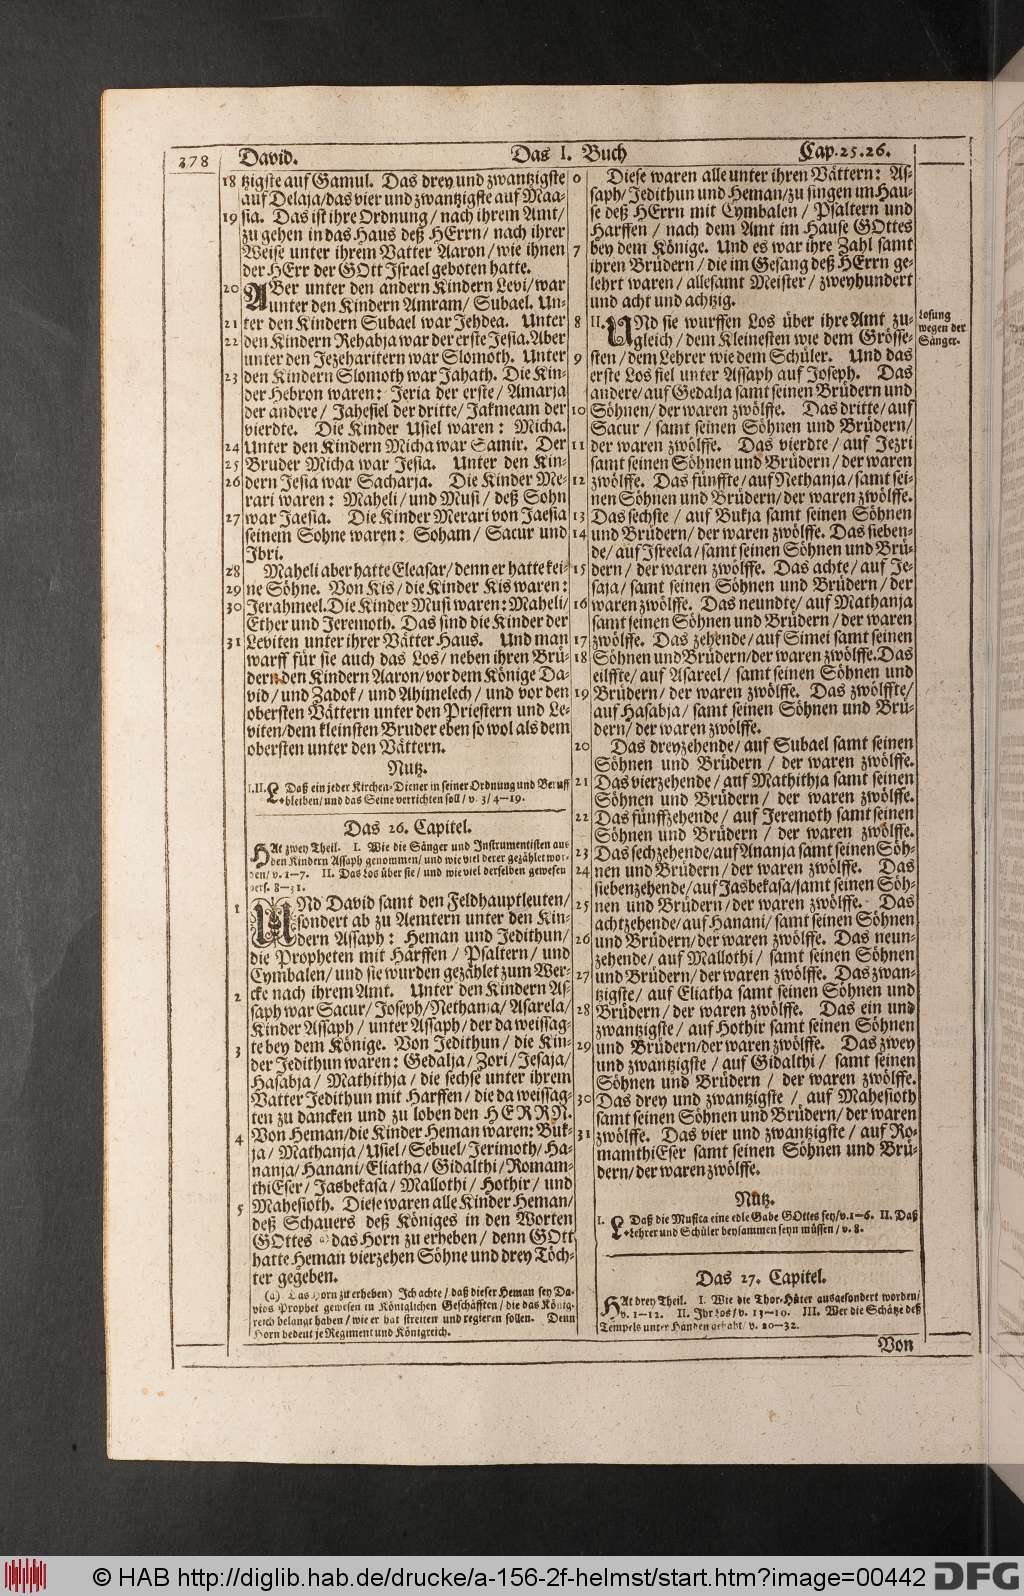 378 David. Das I. Buch Cap. 25. 26.
18 tzigste auf Gamul. Das drey und zwantzigste
auf Delaja/das vier und zwantzigste auf Maa-
19 sia. Das ist ihre Ordnung/ nach ihrem Amt/
zu gehen in das Haus deß HErrn/ nach ihrer
Weise unter ihrem Vatter Aaron/ wie ihnen
der HErr der GOtt Israel geboten hatte.
20 ABer unter den andern Kindern Levi/ war
unter den Kindern Amram/ Subael. Un-
21 ter den Kindern Subael war Jehdea. Unter
22 den Kindern Rehabja war der erste Jesia. Aber
unter den Jezeharitern war Slomoth. Unter
23 den Kindern Slomoth war Jahath. Die Kin-
der Hebron waren: Jeria der erste/ Amarja
der andere/ Jahesiel der dritte/ Jakmeam der
vierdte. Die Kinder Usiel waren: Micha.
24 Unter den Kindern Micha war Samir. Der
25 Bruder Micha war Jesia. Unter den Kin-
26 dern Jesia war Sacharja. Die Kinder Me-
rari waren: Maheli/ und Musi/ deß Sohn
27 war Jaesia. Die Kinder Merari von Jaesia
seinem Sohne waren: Soham/ Sacur und
Jbri.
28 Maheli aber hatte Eleasar/ denn er hatte kei-
29 ne Söhne. Von Kis/ die Kinder Kis waren:
30 Jerahmeel. Die Kinder Musi waren: Maheli/
Ether und Jeremoth. Das sind die Kinder der
31 Leviten unter ihrer Vätter Haus. Und man
warff für sie auch das Los/ neben ihren Brü-
dern den Kindern Aaron/ vor dem Könige Da-
vid/ und Zadok/ und Ahimelech/ und vor den
obersten Vättern unter den Priestern und Le-
viten/ dem kleinsten Bruder eben so wol als dem
obersten unter den Vättern.
Nutz.
I. II. L. Daß ein jeder Kirchen-Diener in seiner Ordnung und Beruff
bleiben/ und das Seine verrichten soll/ v. 3/4-19.
Das 26. Capitel.
HAt zwey Theil. I. Wie die Sänger und Instrumentisten aus
den Kindern Assaph genommen/ und wie viel derer gezählet wor-
den/ v. 1-7. II. Das Los über sie/ und wie viel derselben gewesen
vers. 8-31.
1 UNd David samt den Feldhauptleuten/
sondert ab zu Aemtern unter den Kin-
dern Assaph: Heman und Jedithun/
die Propheten mit Härffen/ Psaltern/ und
Cymbalen/ und sie wurden gezählet zum Wer-
2 cke nach ihrem Amt. Unter den Kindern As-
saph war Sacur/ Joseph/ Nethanja/ Asarela/
Kinder Assaph/ unter Assaph/ der da weissag-
3 te bey dem Könige. Von Jedithun/ die Kin-
der Jedithun waren: Gedalja/ Zori/ Jesaja/
Hasabja/ Mathithja/ die sechse unter ihrem
Vatter Jedithun mit Harffen/ die da weissag-
ten zu dancken und zu loben den HERRN.
4 Von Heman/ die Kinder Heman waren: Buk-
ja/ Mathanja/ Usiel/ Sebuel/ Jerimoth/ Ha-
nanja/ Hanani/ Eliatha/ Gidalthi/ Romam-
thiEser/ Jasbekasa/ Mallothi/ Hothir/ und
5 Mahesioth. Diese waren alle Kinder Heman/
deß Schauers deß Königes in den Worten
GOttes (a) das Horn zu erheben/ denn GOtt
hatte Heman vierzehen Söhne und drey Töch-
ter gegeben.
(a) Das Horn zu erheben) Ich achte/ daß dieser Heman sey Da-
vids Prophet gewesen in Königlichen Geschäfften/ die das König-
reich belangt haben/ wie er hat streiten und regieren sollen. Denn
Horn bedeut je Regiment und Königreich.
6 Diese waren alle unter ihren Vättern: As-
saph/ Jedithun und Heman/ zu singen im Hau-
se deß HErrn mit Cymbalen/ Psaltern und
Harffen/ nach dem Amt im Hause GOttes
7 bey dem Könige. Und es war ihre Zahl samt
ihren Brüdern/ die im Gesang deß HErrn ge-
lehrt waren/ allesamt Meister/ zweyhundert
und acht und achtzig.
8 II. UNd sie wurffen Los über ihre Amt zu-
gleich/ dem Kleinesten wie dem Grösse-
9 sten/ dem Lehrer wie dem Schüler. Und das
erste Los fiel unter Assaph auf Joseph. Das
andere/ auf Gedalja samt seinen Brüdern und
10 Söhnen/ der waren zwölffe. Das dritte/ auf
Sacur/ samt seinen Söhnen und Brüdern/
11 der waren zwölffe. Das vierdte/ auf Jezri
samt seinen Söhnen und Brüdern/ der waren
12 zwölffe. Das fünffte/ auf Nethanja/ samt sei-
nen Söhnen und Brüdern/ der waren zwölffe.
13 Das sechste/ auf Bukja samt seinen Söhnen
14 und Brüdern/ der waren zwölffe. Das sieben-
de/ auf Jsreela/ samt seinen Söhnen und Brü-
15 dern/ der waren zwölffe. Das achte/ auf Je-
saja/ samt seinen Söhnen und Brüdern/ der
16 waren zwölffe. Das neundte/ auf Mathanja
samt seinen Söhnen und Brüdern/ der waren
17 zwölffe. Das zehende/ auf Simei samt seinen
18 Söhnen und Brüdern/ der waren zwölffe. Das
eilffte/ auf Asareel/ samt seinen Söhnen und
19 Brüdern/ der waren zwölffe. Das zwölffte/
auf Hasabja/ samt seinen Söhnen und Brü-
dern/ der waren zwölffe.
20 Das dreyzehende/ auf Subael samt seinen
Söhnen und Brüdern/ der waren zwölffe.
21 Das vierzehende/ auf Mathithja samt seinen
Söhnen und Brüdern/ der waren zwölffe.
22 Das fünffzehende/ auf Jeremoth samt seinen
Söhnen und Brüdern/ der waren zwölffe.
23 Das sechzehende/ auf Ananja samt seinen Söh-
24 nen und Brüdern/ der waren zwölffe. Das
siebenzehende/ auf Jasbekasa/ samt seinen Söh-
25 nen und Brüdern/ der waren zwölffe. Das
achtzehende/ auf Hanani/ samt seinen Söhnen
26 und Brüdern/ der waren zwölffe. Das neun-
zehende/ auf Mallothi/ samt seinen Söhnen
27 und Brüdern/ der waren zwölffe. Das zwan-
tzigste/ auf Eliatha samt seinen Söhnen und
28 Brüdern/ der waren zwölffe. Das ein und
zwantzigste/ auf Hothir samt seinen Söhnen
29 und Brüdern/ der waren zwölffe. Das zwey
und zwantzigste/ auf Gidalthi/ samt seinen
Söhnen und Brüdern/ der waren zwölffe.
30 Das drey und zwantzigste/ auf Mahesioth
samt seinen Söhnen und Brüdern/ der waren
31 zwölffe. Das vier und zwantzigste/ auf Ro-
mamthiEser samt seinen Söhnen und Brü-
dern/ der waren zwölffe.
Nutz.
I. L. Daß die Musica eine edle Gabe GOttes sey/ v. 1-6. II. Daß
Lehrer und Schüler beysammen seyn müssen/ v. 8.
Das 27. Capitel.
HAt drey Theil. I. Wie die Thor-Hüter ausgesondert worden/
v. 1-12. II. Ihr Los/ v. 13-19. III. Wer die Schätze deß
Tempels unter Handen gehabt/ v. 20-32.
Von
Losung
wegen der
Sänger.
© HAB http://diglib.hab.de/drucke/a-156-2f-helmst/start.htm?image=00442 DFG